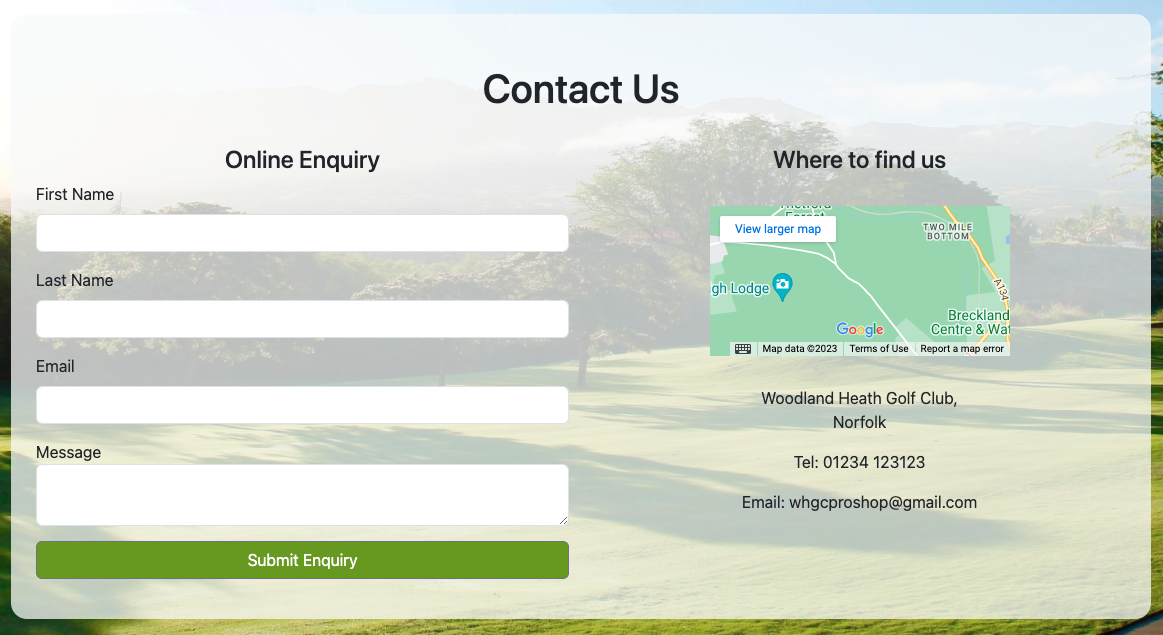 Contact Us
Online Enquiry
First Name
Last Name
Email
Message
Submit Enquiry
Where to find us
Thetford
Forest
View larger map
TWO MILE
BOTTOM
gh Lodge
A134
Breckland
Centre & Wat
Google
Map data ©2023
Terms of Use
Report a map error
Woodland Heath Golf Club,
Norfolk
Tel: 01234 123123
Email: whgcproshop@gmail.com